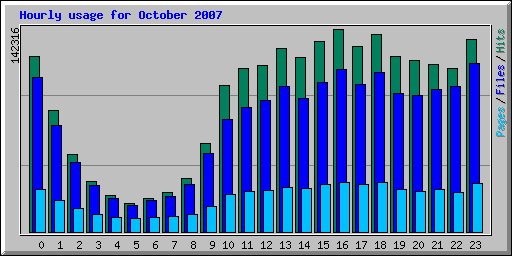 Hourly usage for October 2007
142316
Pages / Files / Hits
0 1 2 3 4 5 6 7 8 9 10 11 12 13 14 15 16 17 18 19 20 21 22 23